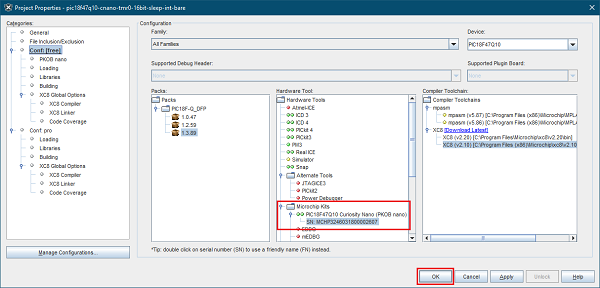 Project Properties - pic18f47q10-cnano-tmr0-16bit-sleep-int-bare
Categories:
General
File Inclusion/Exclusion
Conf: [free]
PKOB nano
Loading
Libraries
Building
XC8 Global Options
XC8 Compiler
XC8 Linker
Code Coverage
Conf: pro
Loading
Libraries
Building
XC8 Global Options
XC8 Compiler
XC8 Linker
Code Coverage
Manage Configurations...
Configuration
Family:
All Families
Device:
PIC18F47Q10
Supported Debug Header:
None
Supported Plugin Board:
None
Packs:
Packs
PIC18F-Q_DFP
1.0.47
1.2.59
1.3.89
Hardware Tool:
Hardware Tools
Atmel-ICE
ICD 3
ICD 4
PICkit 4
PICkit3
PM3
Real ICE
Simulator
Snap
Alternate Tools
JTAGICE3
PICkit2
Power Debugger
Microchip Kits
PIC18F47Q10 Curiosity Nano (PKOB nano)
SN: MCHP3246031800002607
EDBG
mEDBG
Compiler Toolchain:
Compiler Toolchains
mpasm
mpasm (v5.87) [C:\Program Files (x86)\Microchip\MPLA
mpasm (v5.88) [C:\Program Files (x86)\Microchip\MPLA
XC8 [Download Latest]
XC8 (v2.20) [C:\Program Files\Microchip\xc8\v2.20\bin]
XC8 (v2.10) [C:\Program Files (x86)\Microchip\xc8\v2.10\
*Tip: double click on serial number (SN) to use a friendly name (FN) instead.
OK
Cancel
Apply
Unlock
Help